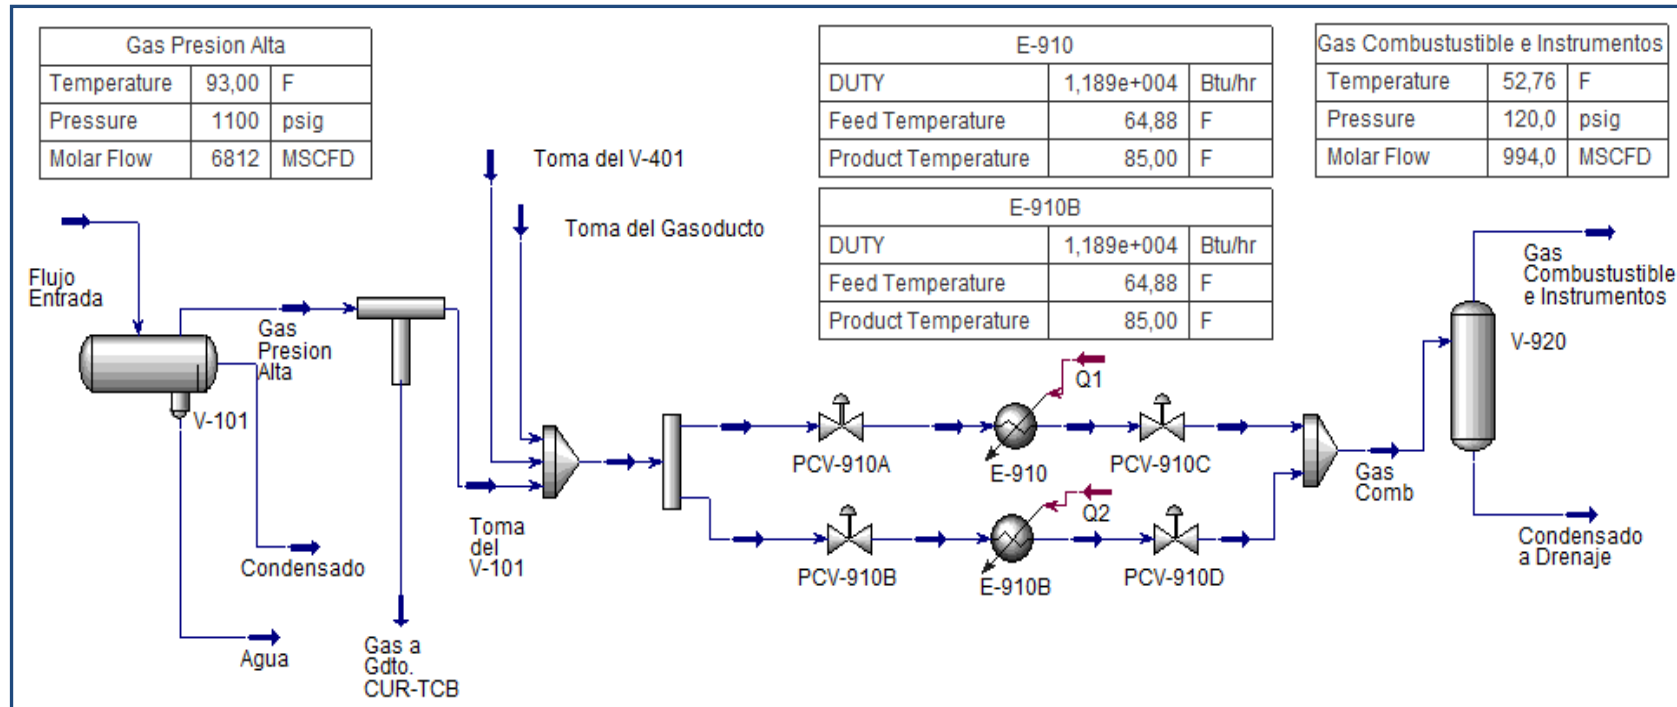 Gas Presion Alta
Temperature 93,00 F
Pressure 1100 psig
Molar Flow 6812 MSCFD
E-910
DUTY 1,189e+004 Btu/hr
Feed Temperature 64,88 F
Product Temperature 85,00 F
Gas Combustustible e Instrumentos
Temperature 52,76 F
Pressure 120,0 psig
Molar Flow 994,0 MSCFD
Toma del V-401
E-910B
DUTY 1,189e+004 Btu/hr
Feed Temperature 64,88 F
Product Temperature 85,00 F
Toma del Gasoducto
Flujo
Entrada
Gas
Presion
Alta
V-101
Condensado
Agua
Gas a
Gdto.
CUR-TCB
Toma
del
V-101
PCV-910A
Q1
E-910
PCV-910C
PCV-910B
Q2
E-910B
PCV-910D
Gas
Comb
Gas
Combustustible
e Instrumentos
V-920
Condensado
a Drenaje